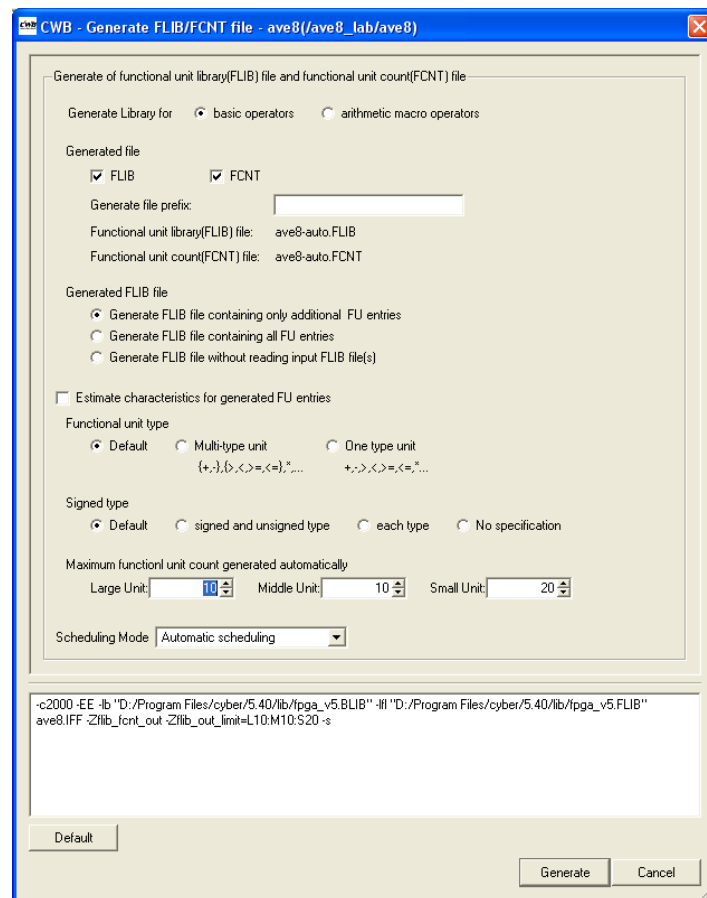 CWB - Generate FLIB/FCNT file - ave8(/ave8_lab/ave8)
Generate of functional unit library(FLIB) file and functional unit count(FCNT) file
Generate Library for basic operators arithmetic macro operators
Generated file
FLIB FCNT
Generate file prefix:
Functional unit library(FLIB) file: ave8-auto.FLIB
Functional unit count(FCNT) file: ave8-auto.FCNT
Generated FLIB file
Generate FLIB file containing only additional FU entries
Generate FLIB file containing all FU entries
Generate FLIB file without reading input FLIB file(s)
Estimate characteristics for generated FU entries
Functional unit type
Default Multi-type unit One type unit
{+,-},{>,<,>=,<=},*,... +,-,>,<,>=,<=,*...
Signed type
Default signed and unsigned type each type No specification
Maximum functionl unit count generated automatically
Large Unit: 10 Middle Unit: 10 Small Unit: 20
Scheduling Mode Automatic scheduling
-c2000 -EE -lb "D:/Program Files/cyber/5.40/lib/fpga_v5.BLIB" -lfl "D:/Program Files/cyber/5.40/lib/fpga_v5.FLIB"
ave8.IFF -Zflib_fcnt_out -Zflib_out_limit=L10:M10:S20 -s
Default
Generate Cancel